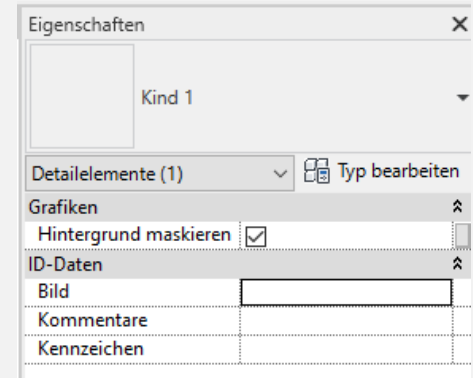 Eigenschaften
Kind 1
Detailelemente (1)
Typ bearbeiten
Grafiken
Hintergrund maskieren
ID-Daten
Bild
Kommentare
Kennzeichen